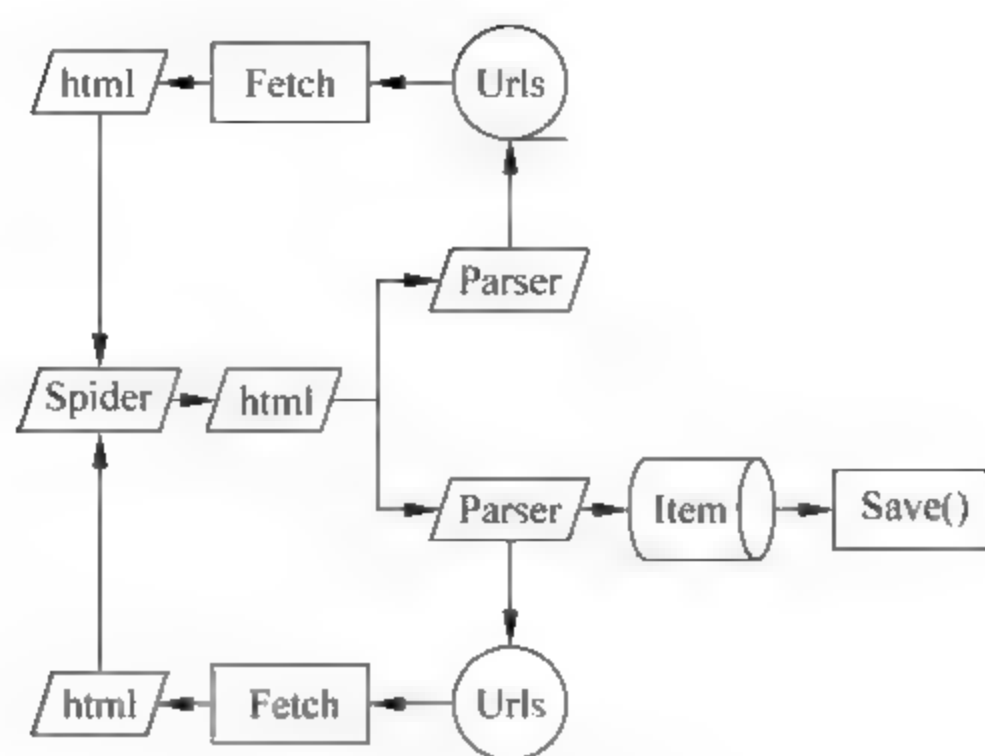 html
Fetch
Urls
Parser
Spider
html
Parser
Item
Save()
html
Fetch
Urls